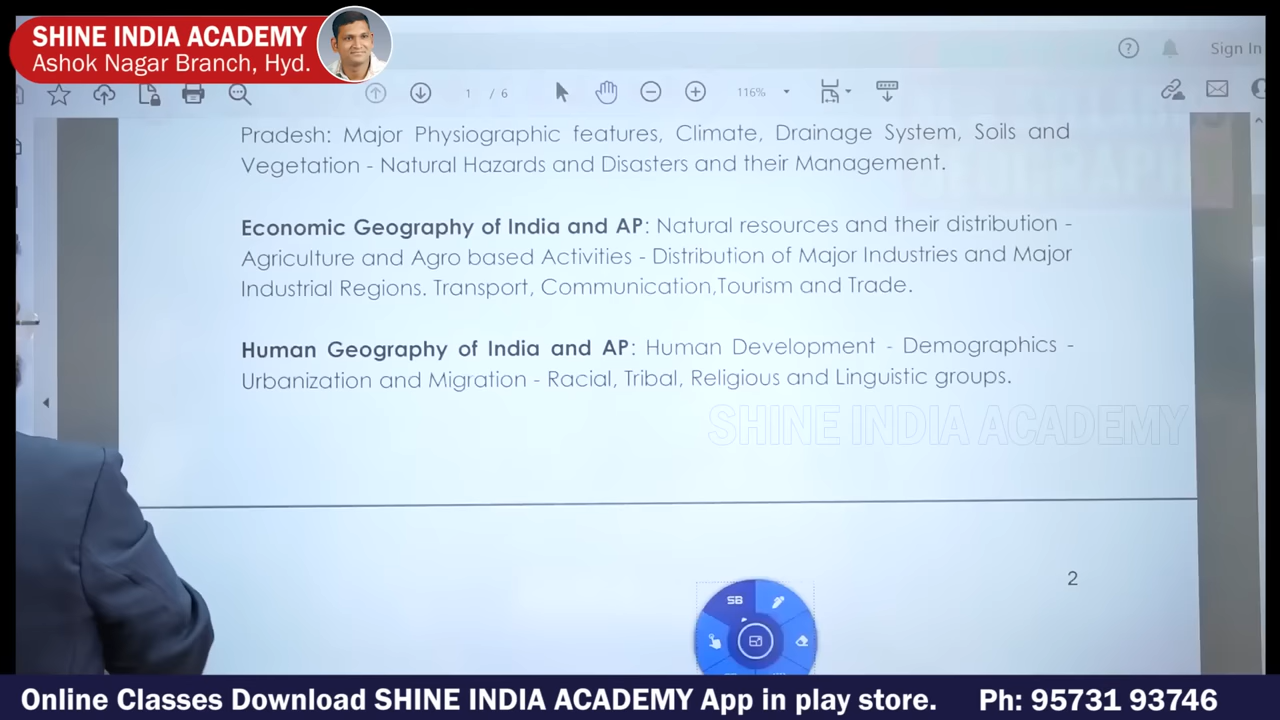 SHINE INDIA ACADEMY
Ashok Nagar Branch, Hyd.
Sign In
1 / 6
116%
Pradesh: Major Physiographic features, Climate, Drainage System, Soils and
Vegetation - Natural Hazards and Disasters and their Management.
Economic Geography of India and AP: Natural resources and their distribution -
Agriculture and Agro based Activities - Distribution of Major Industries and Major
Industrial Regions. Transport, Communication,Tourism and Trade.
Human Geography of India and AP: Human Development - Demographics -
Urbanization and Migration - Racial, Tribal, Religious and Linguistic groups.
SHINE INDIA ACADEMY
2
SB
Online Classes Download SHINE INDIA ACADEMY App in play store. Ph: 95731 93746